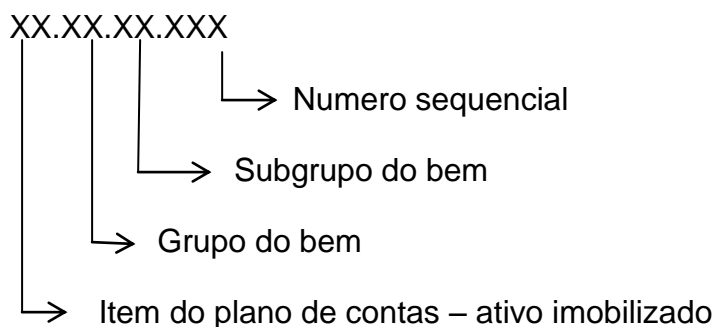 XX.XX.XX.XXX
Numero sequencial
Subgrupo do bem
Grupo do bem
Item do plano de contas – ativo imobilizado